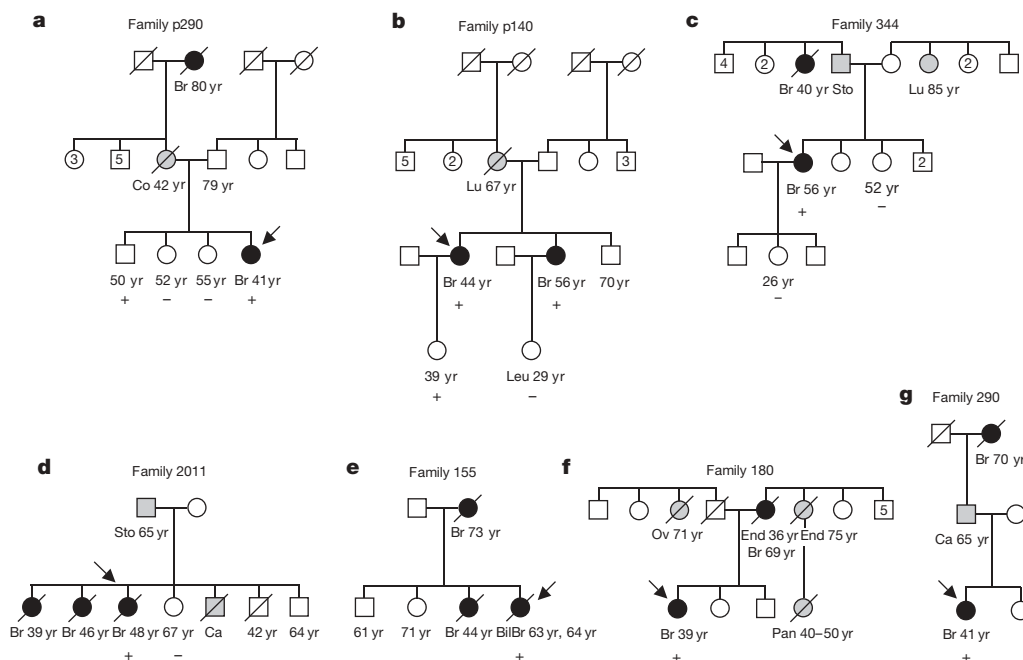 a
Family p290
Br 80 yr
3
5
Co 42 yr
79 yr
50 yr
52 yr
55 yr
Br 41 yr
+
–
–
+
b
Family p140
5
2
3
Lu 67 yr
Br 44 yr
Br 56 yr
70 yr
+
+
39 yr
Leu 29 yr
+
–
c
Family 344
4
2
2
Br 40 yr Sto
Lu 85 yr
2
Br 56 yr
52 yr
+
–
26 yr
–
d
Family 2011
Sto 65 yr
Br 39 yr Br 46 yr Br 48 yr 67 yr Ca 42 yr 64 yr
+
–
e
Family 155
Br 73 yr
61 yr 71 yr Br 44 yr BilBr 63 yr, 64 yr
+
f
Family 180
5
Ov 71 yr
End 36 yr End 75 yr
Br 69 yr
Br 39 yr
Pan 40–50 yr
+
g
Family 290
Br 70 yr
Ca 65 yr
Br 41 yr
+